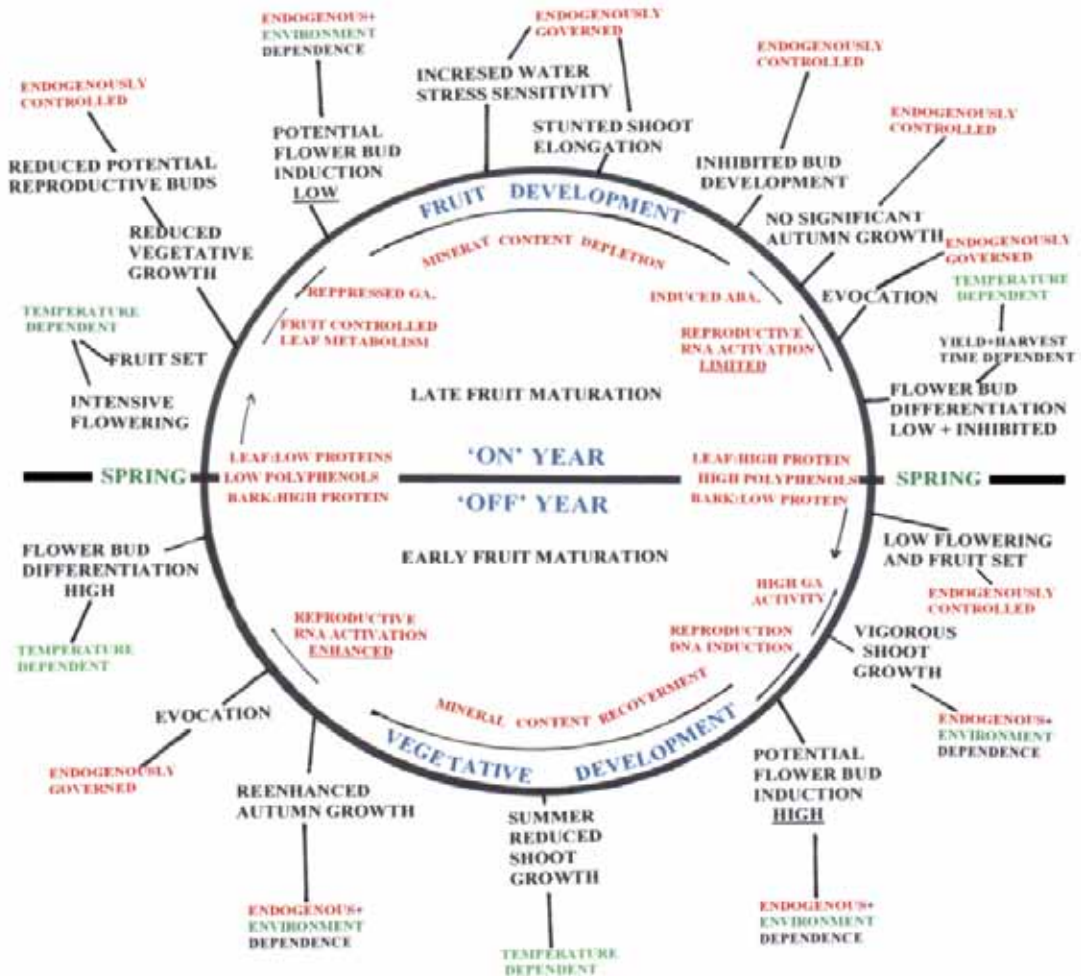 ENDOGENOUS+
ENVIRONMENT
DEPENDENCE
ENDOGENOUSLY
GOVERNED
ENDOGENOUSLY
CONTROLLED
ENDOGENOUSLY
CONTROLLED
INCRESED WATER
STRESS SENSITIVITY
ENDOGENOUSLY
CONTROLLED
POTENTIAL
FLOWER BUD
INDUCTION
LOW
STUNTED SHOOT
ELONGATION
REDUCED POTENTIAL
REPRODUCTIVE BUDS
INHIBITED BUD
DEVELOPMENT
FRUIT DEVELOPMENT
REDUCED
VEGETATIVE
GROWTH
NO SIGNIFICANT
AUTUMN GROWTH
MINERAT CONTENT DEPLETION
ENDOGENOUSLY
GOVERNED
REPPRESSED GA.
INDUCED ABA.
EVOCATION
TEMPERATURE
DEPENDENT
TEMPERATURE
DEPENDENT
FRUIT CONTROLLED
LEAF METABOLISM
REPRODUCTIVE
RNA ACTIVATION
LIMITED
YIELD+HARVEST
TIME DEPENDENT
FRUIT SET
INTENSIVE
FLOWERING
LATE FRUIT MATURATION
FLOWER BUD
DIFFERENTIATION
LOW + INHIBITED
SPRING
LEAF:LOW PROTEINS
LOW POLYPHENOLS
BARK:HIGH PROTEIN
'ON' YEAR
'OFF' YEAR
LEAF:HIGH PROTEIN
HIGH POLYPHENOLS
BARK:LOW PROTEIN
SPRING
FLOWER BUD
DIFFERENTIATION
HIGH
EARLY FRUIT MATURATION
LOW FLOWERING
AND FRUIT SET
HIGH GA
ACTIVITY
ENDOGENOUSLY
CONTROLLED
TEMPERATURE
DEPENDENT
REPRODUCTIVE
RNA ACTIVATION
ENHANCED
REPRODUCTION
DNA INDUCTION
VIGOROUS
SHOOT
GROWTH
MINERAL CONTENT RECOVERMENT
EVOCATION
VEGETATIVE DEVELOPMENT
ENDOGENOUS+
ENVIRONMENT
DEPENDENCE
ENDOGENOUSLY
GOVERNED
REENHANCED
AUTUMN GROWTH
SUMMER
REDUCED
SHOOT
GROWTH
POTENTIAL
FLOWER BUD
INDUCTION
HIGH
ENDOGENOUS+
ENVIRONMENT
DEPENDENCE
TEMPERATURE
DEPENDENT
ENDOGENOUS+
ENVIRONMENT
DEPENDENCE